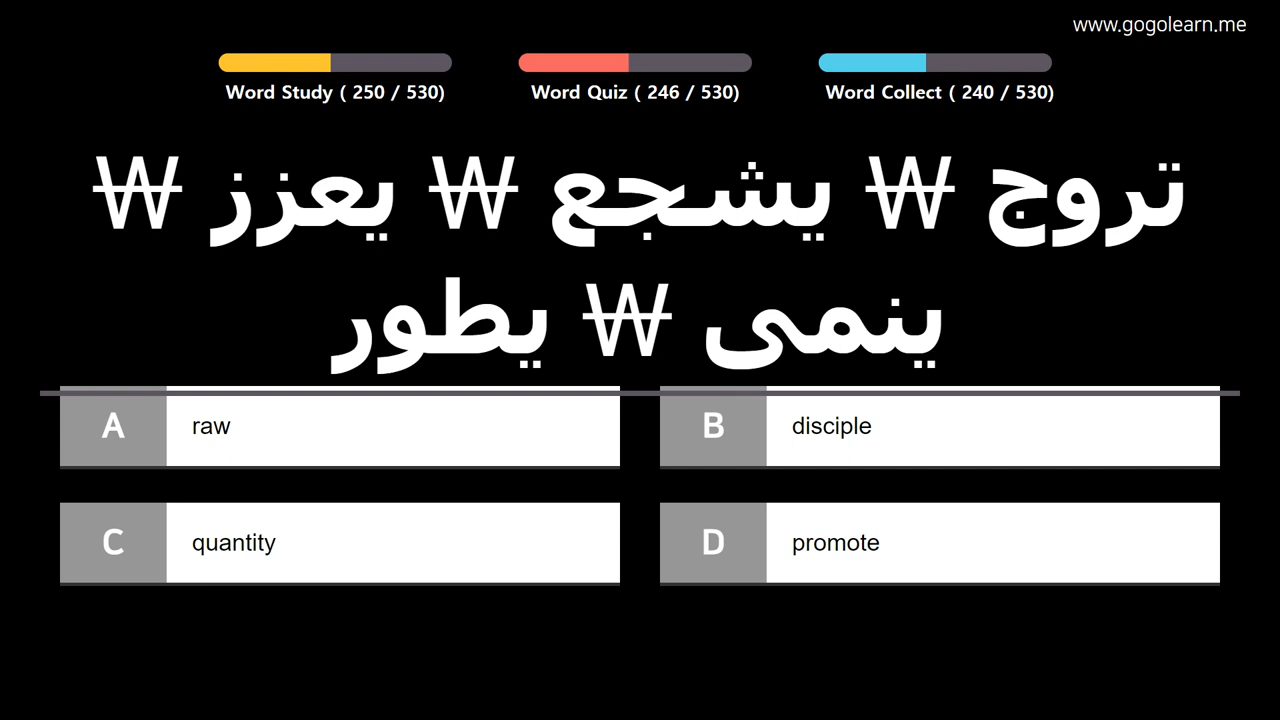 www.gogolearn.me
Word Study ( 250 / 530)
Word Quiz ( 246 / 530)
Word Collect ( 240 / 530)
تروج ₩ يشجع ₩ يعزز ₩
ينمى ₩ يطور
A raw
B disciple
C quantity
D promote